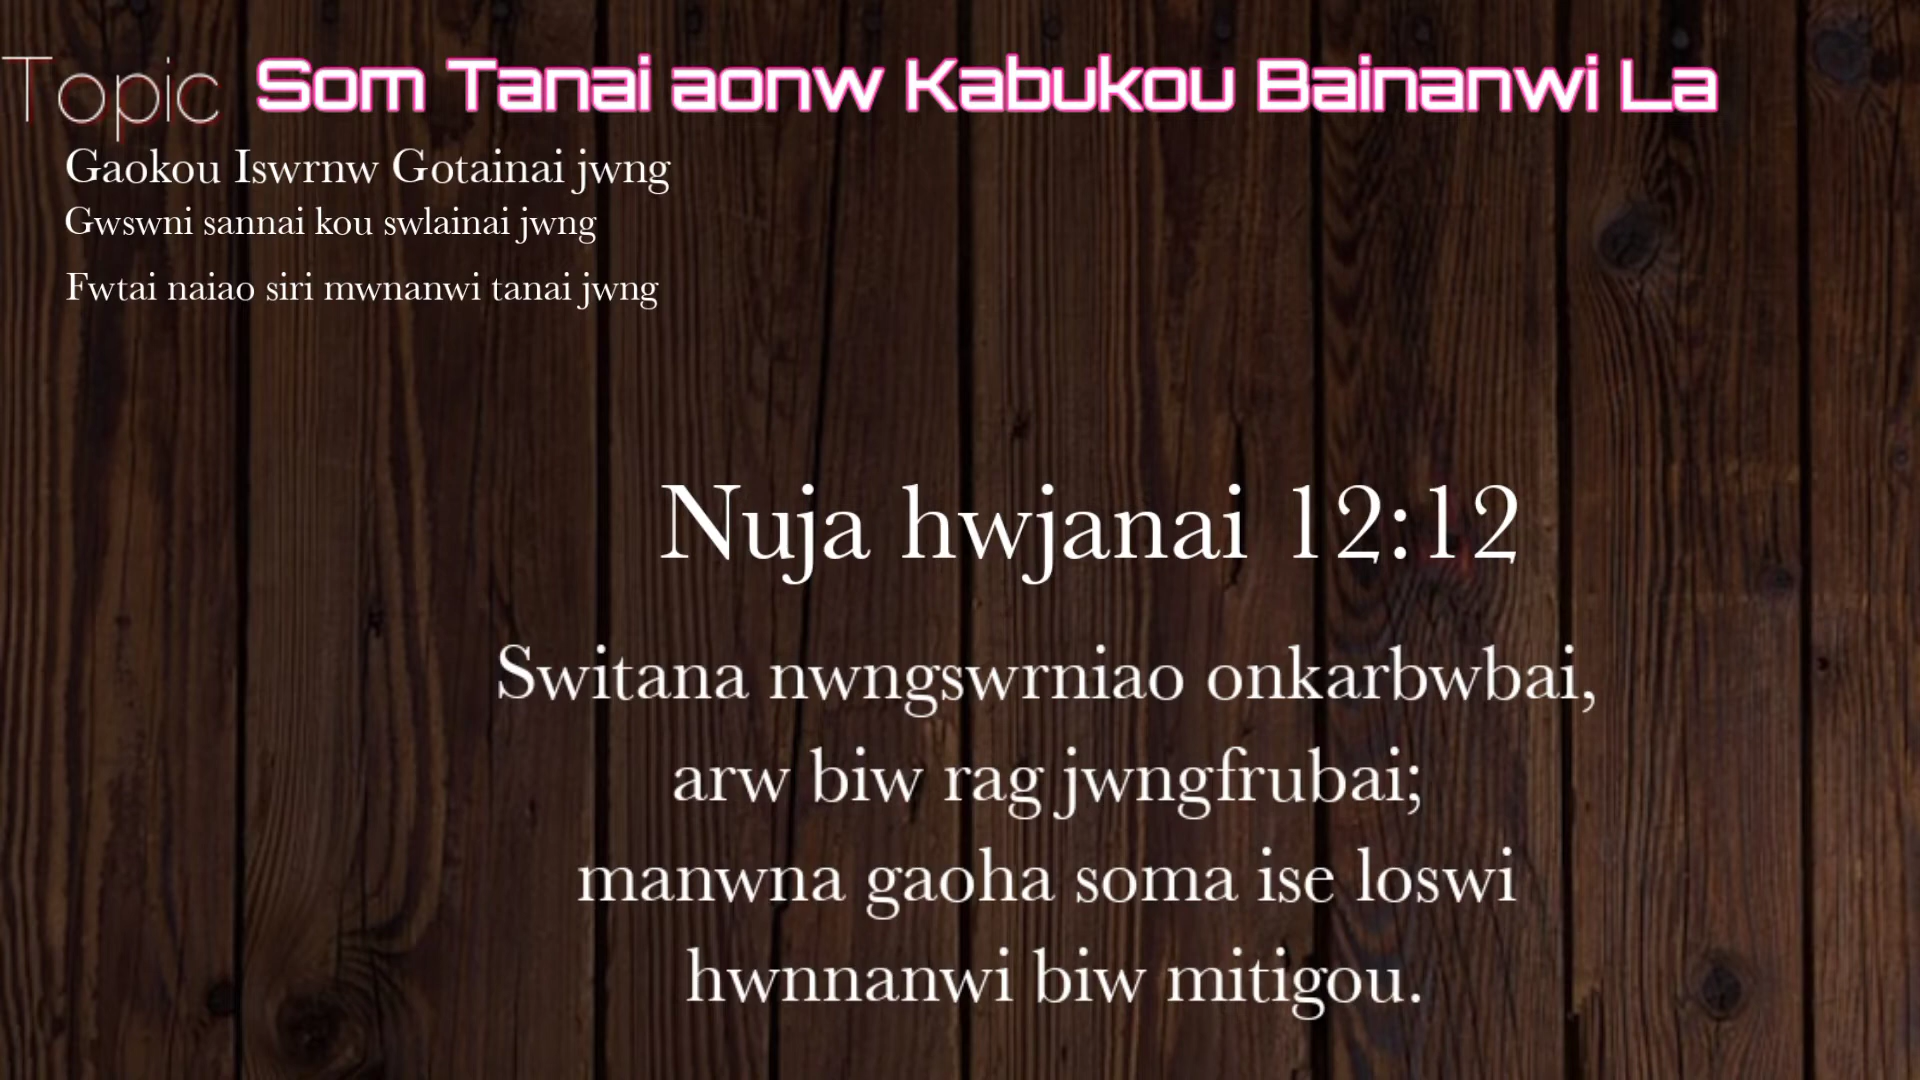 Topic Som Tanai aonw Kabukou Bainanwi La
Gaokou Iswrnw Gotainai jwng
Gwswni sannai kou swlainai jwng
Fwtai naiao siri mwnanwi tanai jwng
Nuja hwjanai 12:12
Switana nwngswrniao onkarbwbai,
arw biw rag jwngfrubai;
manwna gaoha soma ise loswi
hwnnanwi biw mitigou.